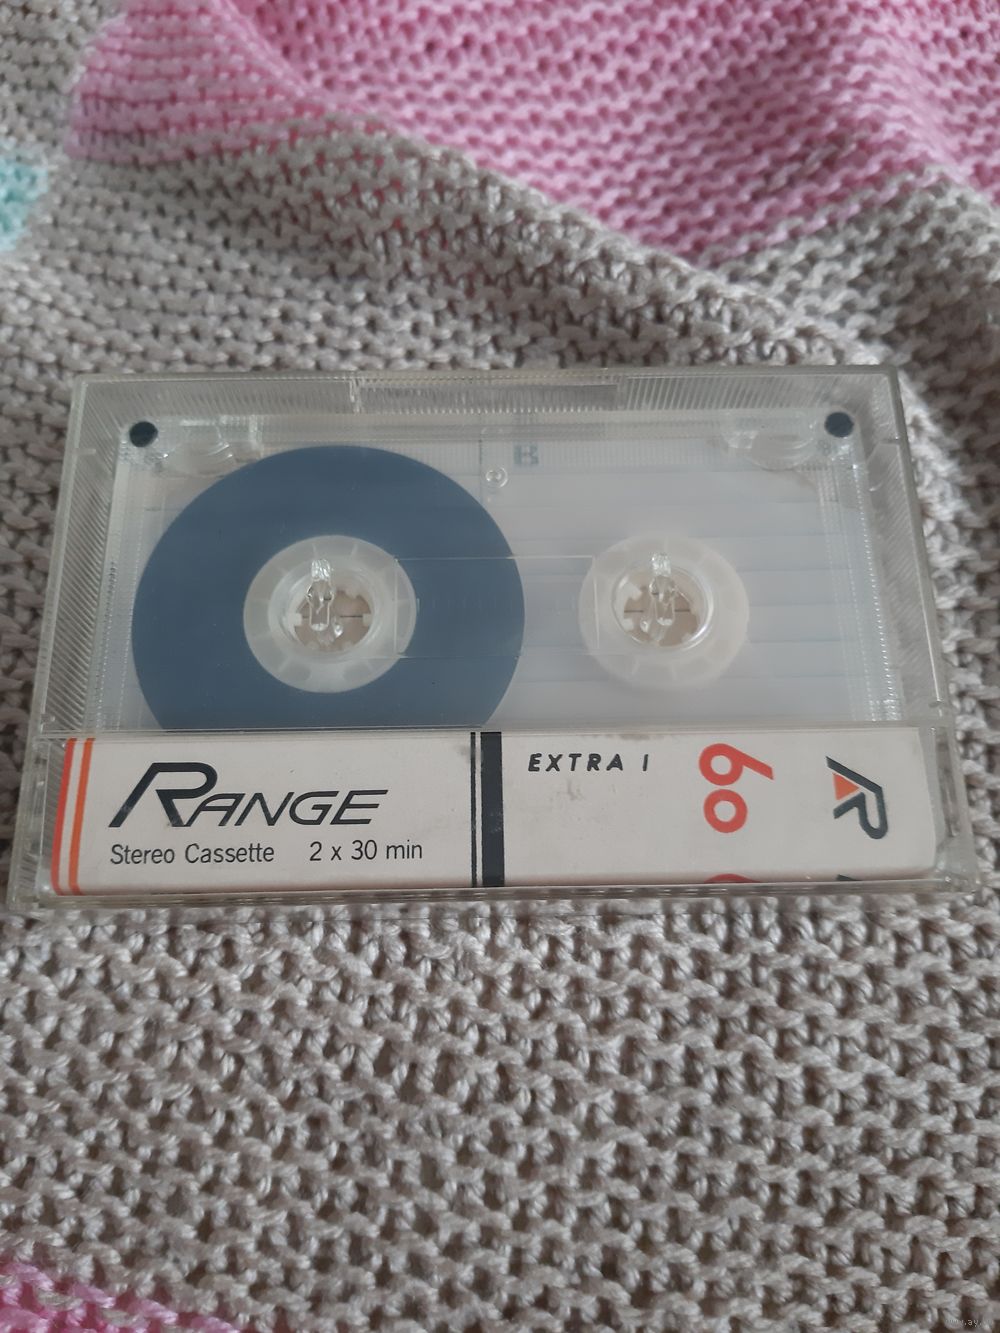 B
RANGE
Stereo Cassette 2 x 30 min
EXTRA I
60
R